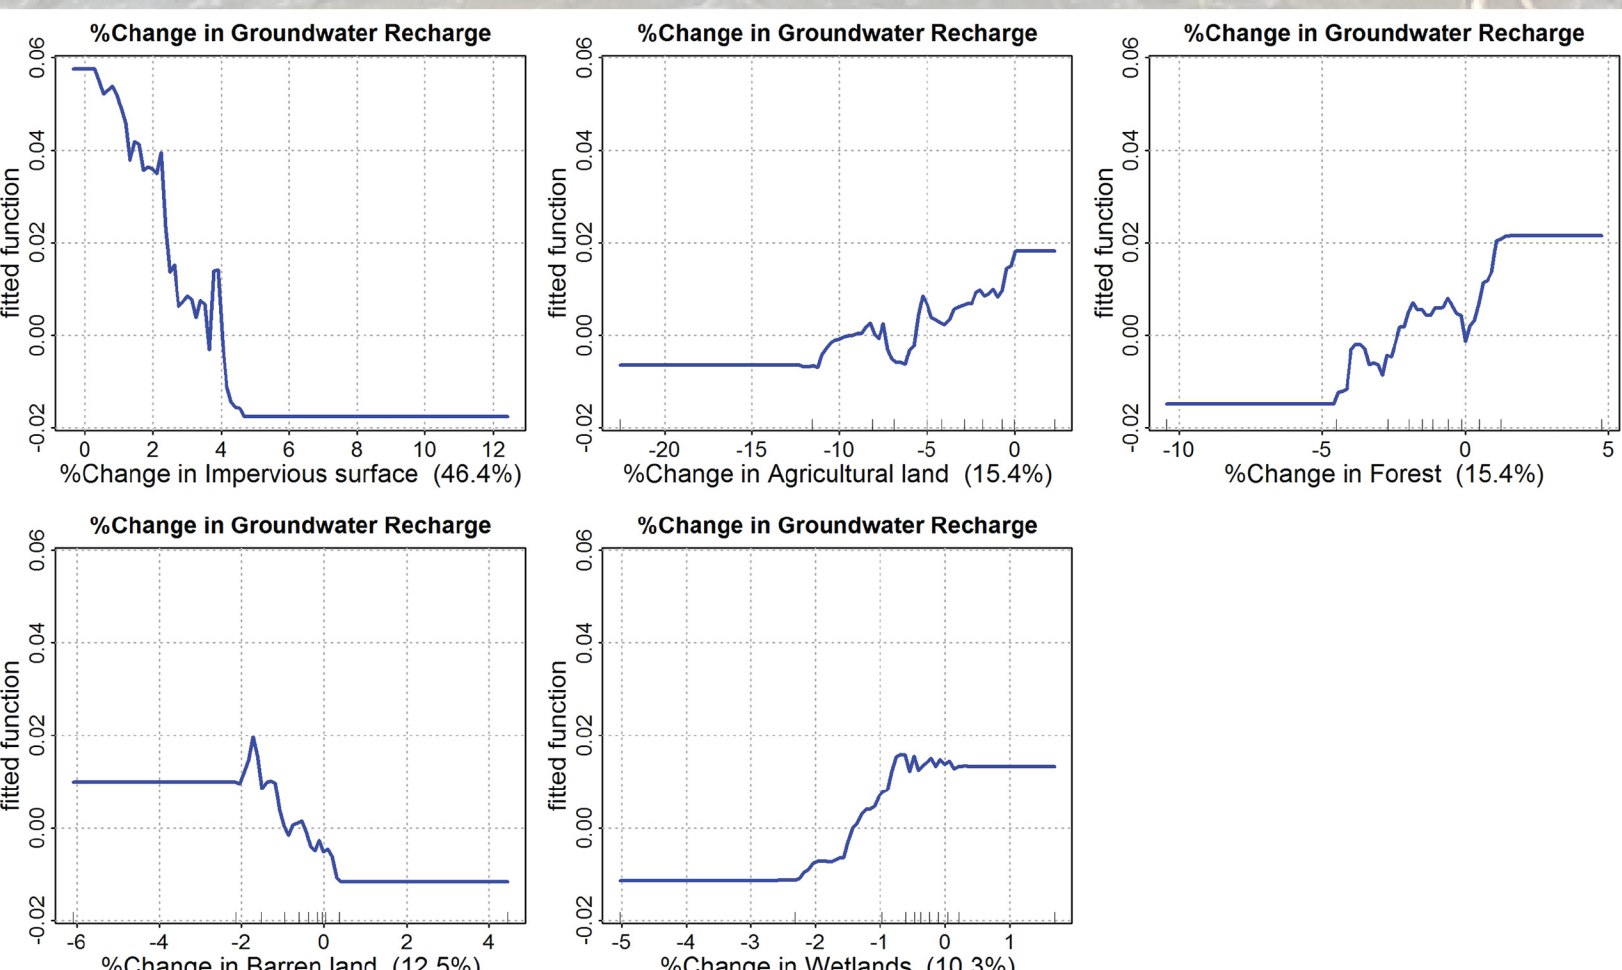 %Change in Groundwater Recharge
fitted function
-0.02 0.00 0.02 0.04 0.06
0 2 4 6 8 10 12
%Change in Impervious surface (46.4%)
%Change in Groundwater Recharge
fitted function
-0.02 0.00 0.02 0.04 0.06
-20 -15 -10 -5 0
%Change in Agricultural land (15.4%)
%Change in Groundwater Recharge
fitted function
-0.02 0.00 0.02 0.04 0.06
-10 -5 0 5
%Change in Forest (15.4%)
%Change in Groundwater Recharge
fitted function
-0.02 0.00 0.02 0.04 0.06
-6 -4 -2 0 2 4
%Change in Barren land (12.5%)
%Change in Groundwater Recharge
fitted function
-0.02 0.00 0.02 0.04 0.06
-5 -4 -3 -2 -1 0 1
%Change in Wetlands (10.3%)